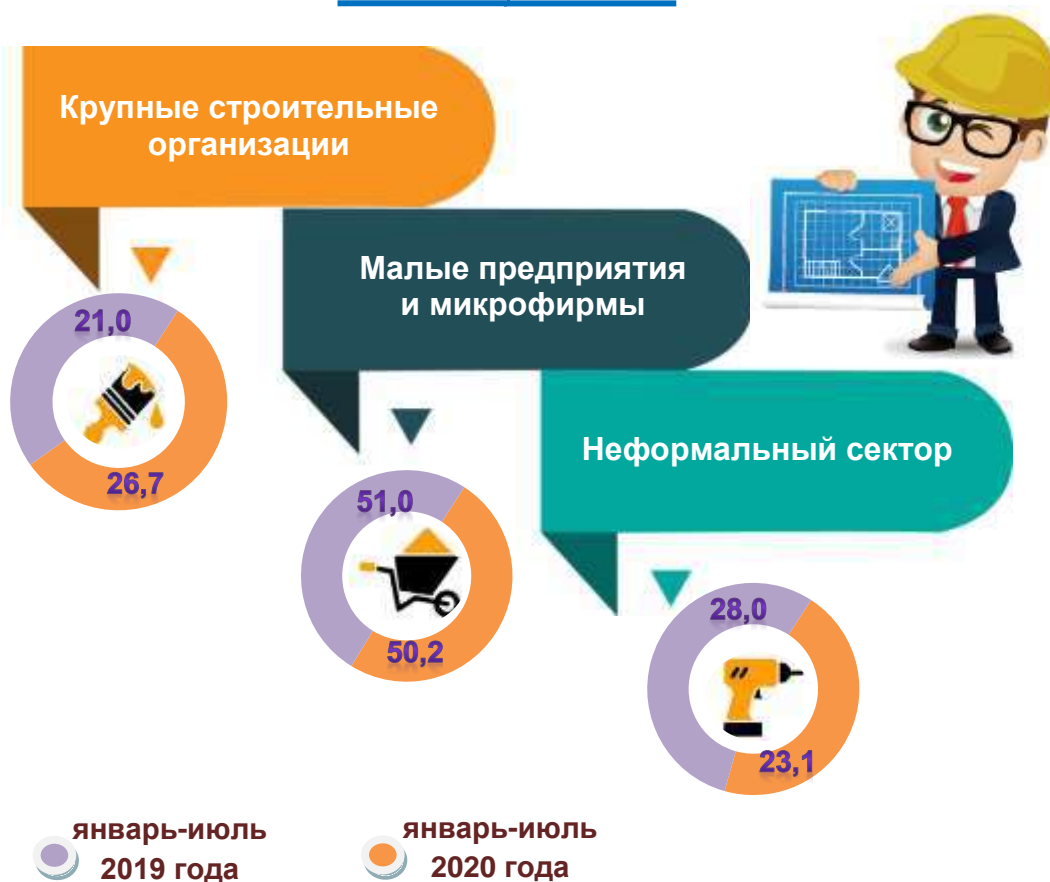 Крупные строительные
организации
Малые предприятия
и микрофирмы
Неформальный сектор
21,0
26,7
51,0
50,2
28,0
23,1
январь-июль
2019 года
январь-июль
2020 года